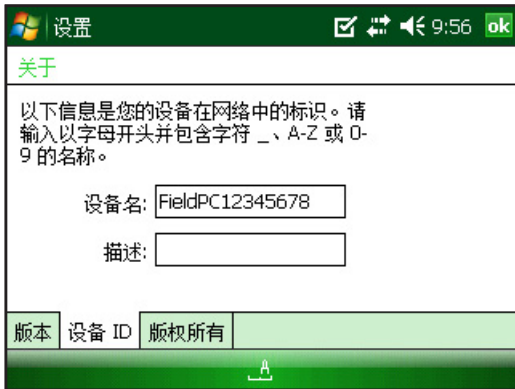 设置 9:56 ok
关于
以下信息是您的设备在网络中的标识。请
输入以字母开头并包含字符 _、A-Z 或 0-
9 的名称。
设备名: FieldPC12345678
描述:
版本 设备 ID 版权所有
A